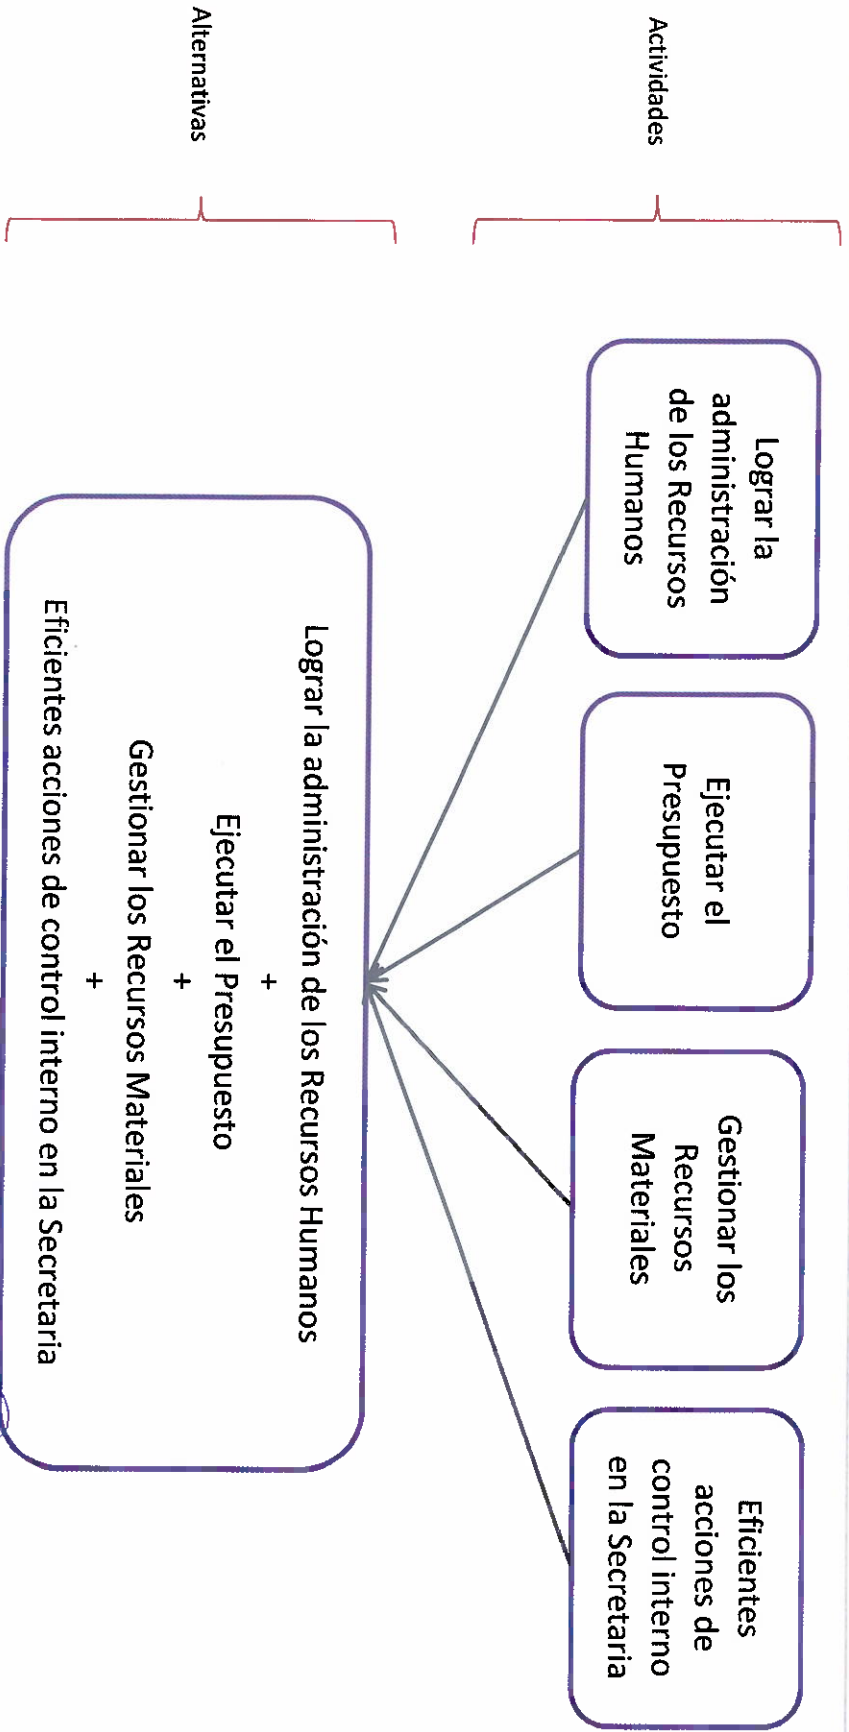 Actividades
Lograr la
administración
de los Recursos
Humanos
Ejecutar el
Presupuesto
Gestionar los
Recursos
Materiales
Eficientes
acciones de
control interno
en la Secretaria
Alternativas
Lograr la administración de los Recursos Humanos
+
Ejecutar el Presupuesto
+
Gestionar los Recursos Materiales
+
Eficientes acciones de control interno en la Secretaria